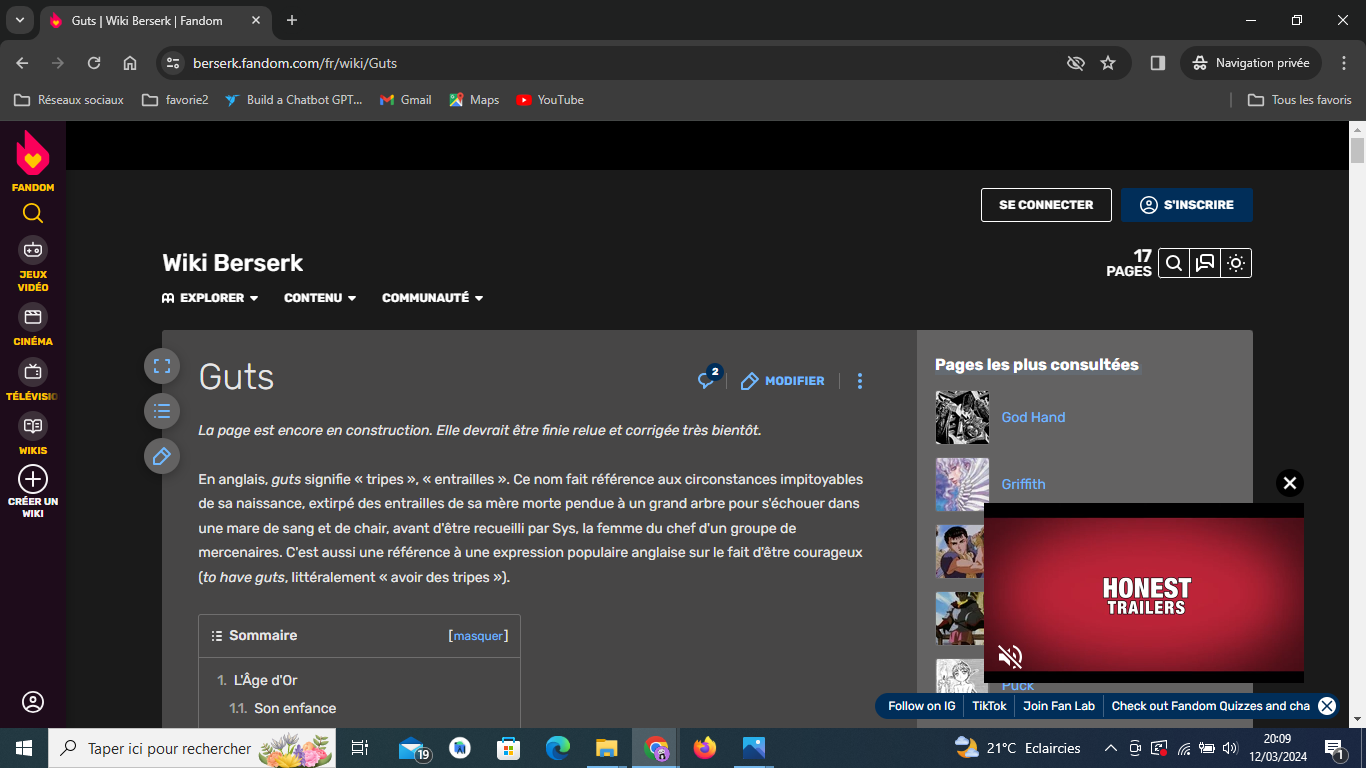 Guts | Wiki Berserk | Fandom
berserk.fandom.com/fr/wiki/Guts
Navigation privée
Réseaux sociaux
favorie2
Build a Chatbot GPT...
Gmail
Maps
YouTube
Tous les favoris
FANDOM
JEUX
VIDÉO
CINÉMA
TÉLÉVISIO
WIKIS
CRÉER UN
WIKI
SE CONNECTER
S'INSCRIRE
Wiki Berserk
17
PAGES
EXPLORER
CONTENU
COMMUNAUTÉ
Guts
2
MODIFIER
La page est encore en construction. Elle devrait être finie relue et corrigée très bientôt.
En anglais, guts signifie « tripes », « entrailles ». Ce nom fait référence aux circonstances impitoyables
de sa naissance, extirpé des entrailles de sa mère morte pendue à un grand arbre pour s'échouer dans
une mare de sang et de chair, avant d'être recueilli par Sys, la femme du chef d'un groupe de
mercenaires. C'est aussi une référence à une expression populaire anglaise sur le fait d'être courageux
(to have guts, littéralement « avoir des tripes »).
Sommaire
[masquer]
1. L'Âge d'Or
1.1. Son enfance
Pages les plus consultées
God Hand
Griffith
Puck
HONEST
TRAILERS
Follow on IG
TikTok
Join Fan Lab
Check out Fandom Quizzes and cha
Taper ici pour rechercher
19
21°C Eclaircies
20:09
12/03/2024
1